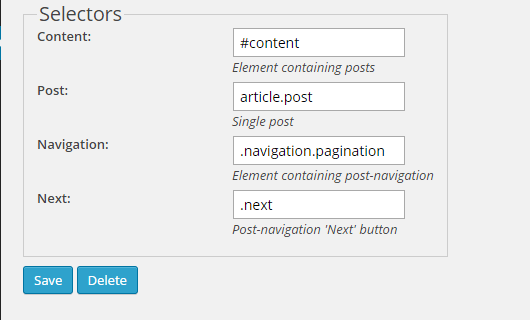 Selectors
Content:
#content
Element containing posts
Post:
article.post
Single post
Navigation:
.navigation.pagination
Element containing post-navigation
Next:
.next
Post-navigation 'Next' button
Save Delete